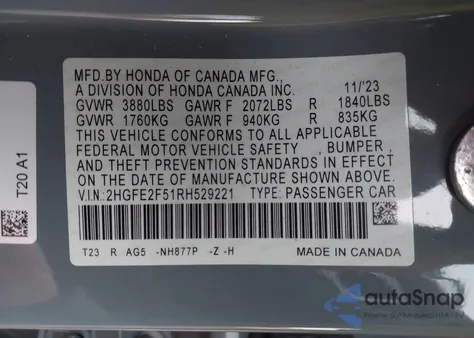 MFD.BY HONDA OF CANADA MFG.,
A DIVISION OF HONDA CANADA INC. 11/'23
GVWR 3880LBS GAWR F 2072LBS R 1840LBS
GVWR 1760KG GAWR F 940KG R 835KG
THIS VEHICLE CONFORMS TO ALL APPLICABLE
FEDERAL MOTOR VEHICLE SAFETY , BUMPER ,
AND THEFT PREVENTION STANDARDS IN EFFECT
ON THE DATE OF MANUFACTURE SHOWN ABOVE.
V.I.N:2HGFE2F51RH529221 TYPE: PASSENGER CAR
T23 R AG5 -NH877P -Z -H
MADE IN CANADA
T20 A1
autoSnap